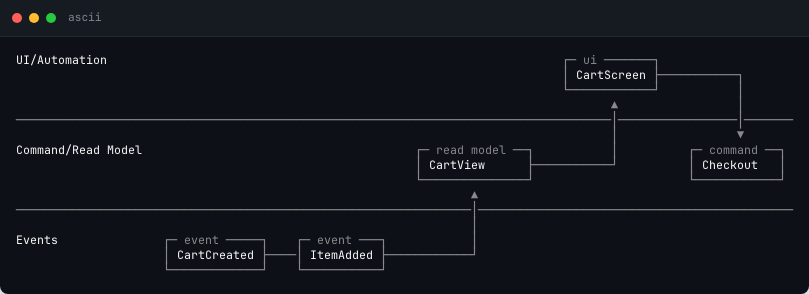 ascii
UI/Automation
ui
CartScreen
Command/Read Model
read model
CartView
command
Checkout
Events
event
CartCreated
event
ItemAdded